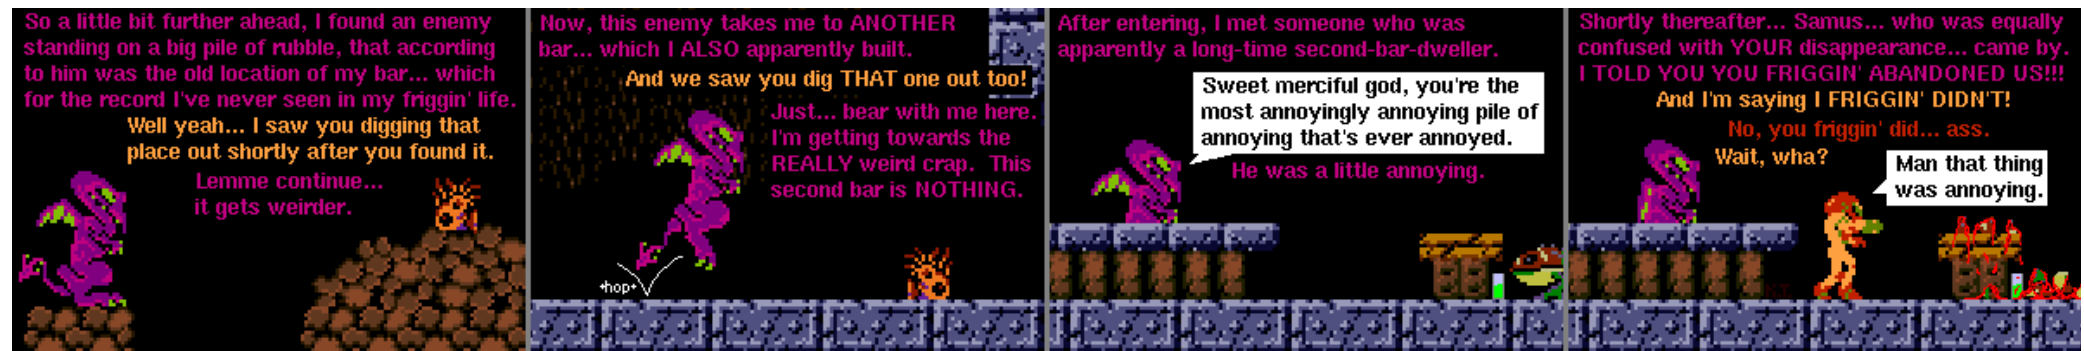 So a little bit further ahead, I found an enemy
standing on a big pile of rubble, that according
to him was the old location of my bar... which
for the record I've never seen in my friggin' life.
Well yeah... I saw you digging that
place out shortly after you found it.
Lemme continue...
it gets weirder.
Now, this enemy takes me to ANOTHER
bar... which I ALSO apparently built.
And we saw you dig THAT one out too!
Just... bear with me here.
I'm getting towards the
REALLY weird crap. This
second bar is NOTHING.
*hop*
After entering, I met someone who was
apparently a long-time second-bar-dweller.
Sweet merciful god, you're the
most annoyingly annoying pile of
annoying that's ever annoyed.
He was a little annoying.
Shortly thereafter... Samus... who was equally
confused with YOUR disappearance... came by.
I TOLD YOU YOU FRIGGIN' ABANDONED US!!!
And I'm saying I FRIGGIN' DIDN'T!
No, you friggin' did... ass.
Wait, wha?
Man that thing
was annoying.